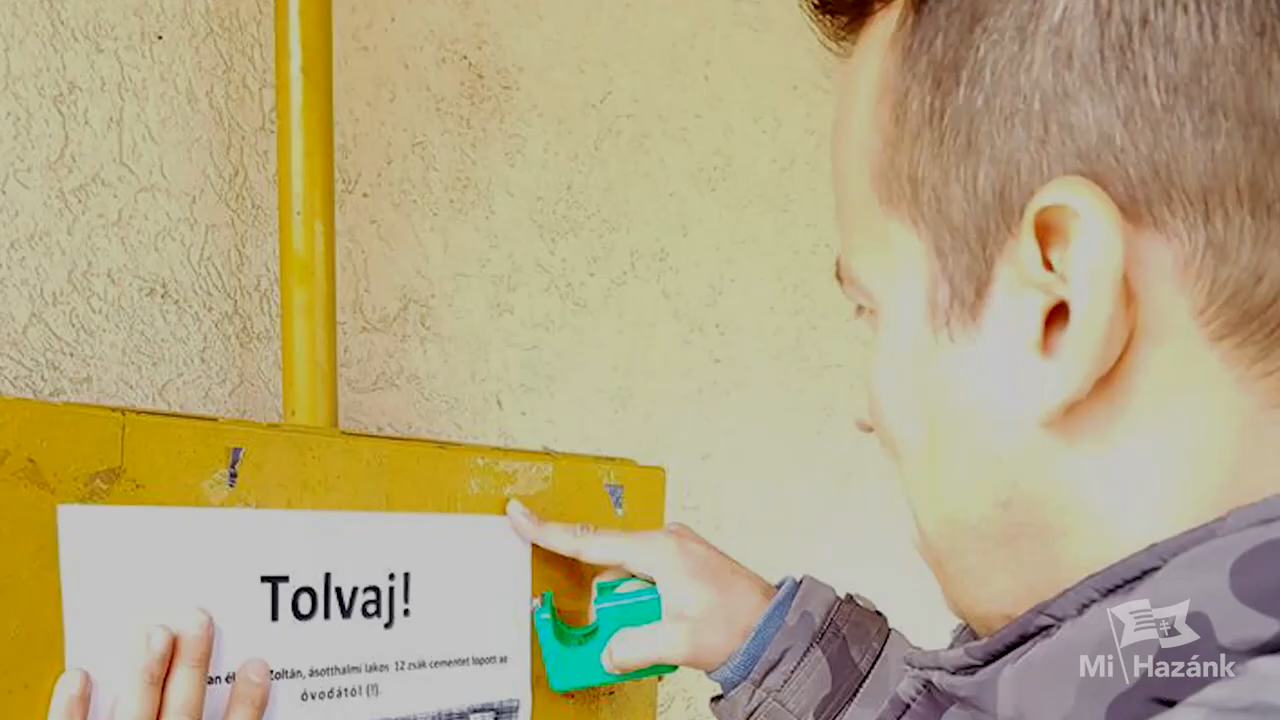 Tolvaj!
Zoltán, ásotthalmi lakos 12 zsák cementet lopott az
óvodától (!).
Mi Hazánk